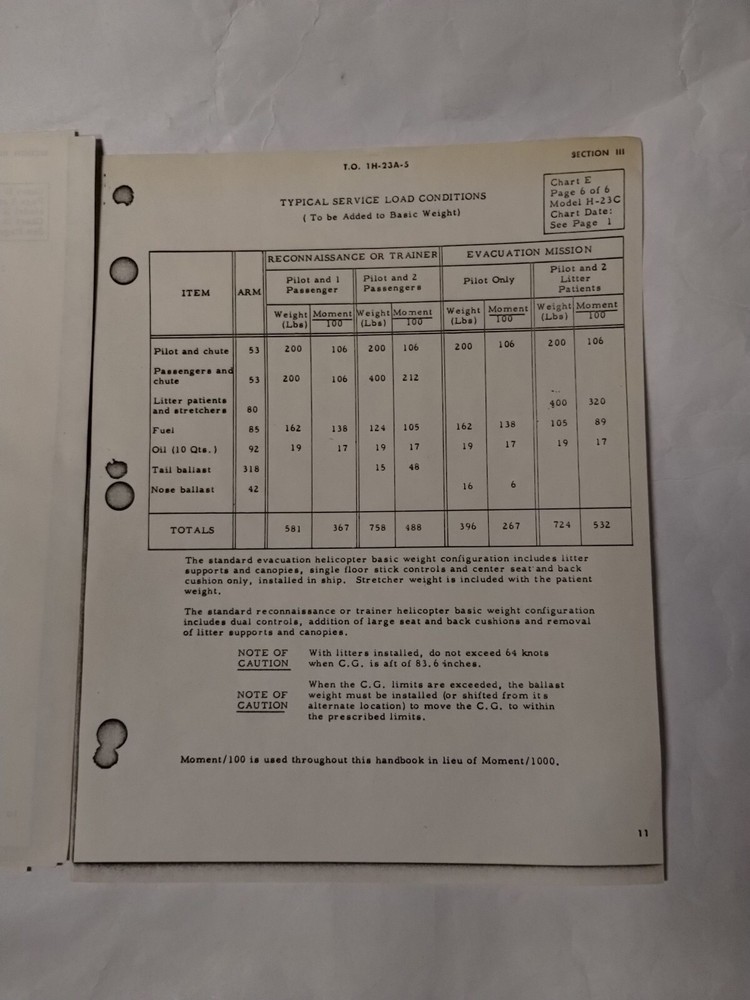 T.O. 1H-23A-5
SECTION III
TYPICAL SERVICE LOAD CONDITIONS
( To be Added to Basic Weight)
Chart E
Page 6 of 6
Model H-23C
Chart Date:
See Page 1
RECONNAISSANCE OR TRAINER EVACUATION MISSION
ITEM ARM Pilot and 1 Passenger Pilot and 2 Passengers Pilot Only Pilot and 2 Litter Patients
Weight (Lbs) Moment 100 Weight (Lbs) Moment 100 Weight (Lbs) Moment 100 Weight (Lbs) Moment 100
Pilot and chute 53 200 106 200 106 200 106 200 106
Passengers and chute 53 200 106 400 212
Litter patients and stretchers 80 400 320
Fuel 85 162 138 124 105 162 138 105 89
Oil (10 Qts.) 92 19 17 19 17 19 17 19 17
Tail ballast 318 15 48
Nose ballast 42 16 6
TOTALS 581 367 758 488 396 267 724 532
The standard evacuation helicopter basic weight configuration includes litter
supports and canopies, single floor stick controls and center seat and back
cushion only, installed in ship. Stretcher weight is included with the patient
weight.
The standard reconnaissance or trainer helicopter basic weight configuration
includes dual controls, addition of large seat and back cushions and removal
of litter supports and canopies.
NOTE OF CAUTION
With litters installed, do not exceed 64 knots
when C.G. is aft of 83.6 inches.
NOTE OF CAUTION
When the C.G. limits are exceeded, the ballast
weight must be installed (or shifted from its
alternate location) to move the C.G. to within
the prescribed limits.
Moment/100 is used throughout this handbook in lieu of Moment/1000.
11